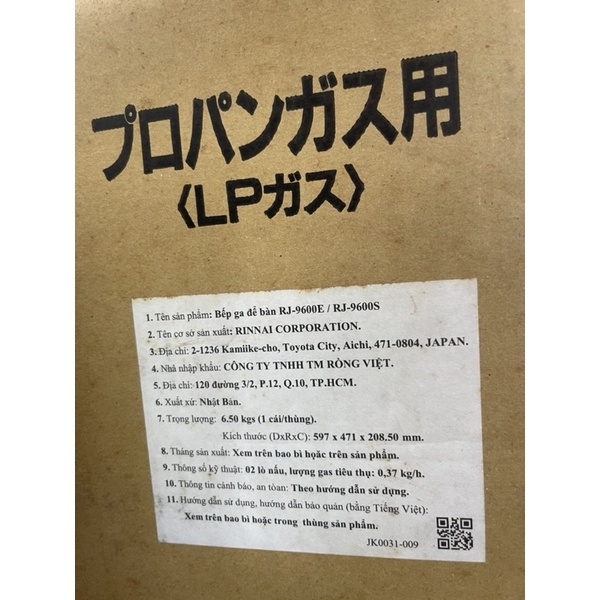 プロパンガス用
〈LPガス〉
1. Tên sản phẩm: Bếp ga để bàn RJ-9600E / RJ-9600S
2. Tên cơ sở sản xuất: RINNAI CORPORATION.
3. Địa chỉ: 2-1236 Kamiike-cho, Toyota City, Aichi, 471-0804, JAPAN.
4. Nhà nhập khẩu: CÔNG TY TNHH TM RỒNG VIỆT.
5. Địa chỉ: 120 đường 3/2, P.12, Q.10, TP.HCM.
6. Xuất xứ: Nhật Bản.
7. Trọng lượng: 6.50 kgs (1 cái/thùng).
Kích thước (DxRxC): 597 x 471 x 208.50 mm.
8. Tháng sản xuất: Xem trên bao bì hoặc trên sản phẩm.
9. Thông số kỹ thuật: 02 lò nấu, lượng gas tiêu thụ: 0,37 kg/h.
10. Thông tin cảnh báo, an toàn: Theo hướng dẫn sử dụng.
11. Hướng dẫn sử dụng, hướng dẫn bảo quản (bằng Tiếng Việt):
Xem trên bao bì hoặc trong thùng sản phẩm.
JK0031-009